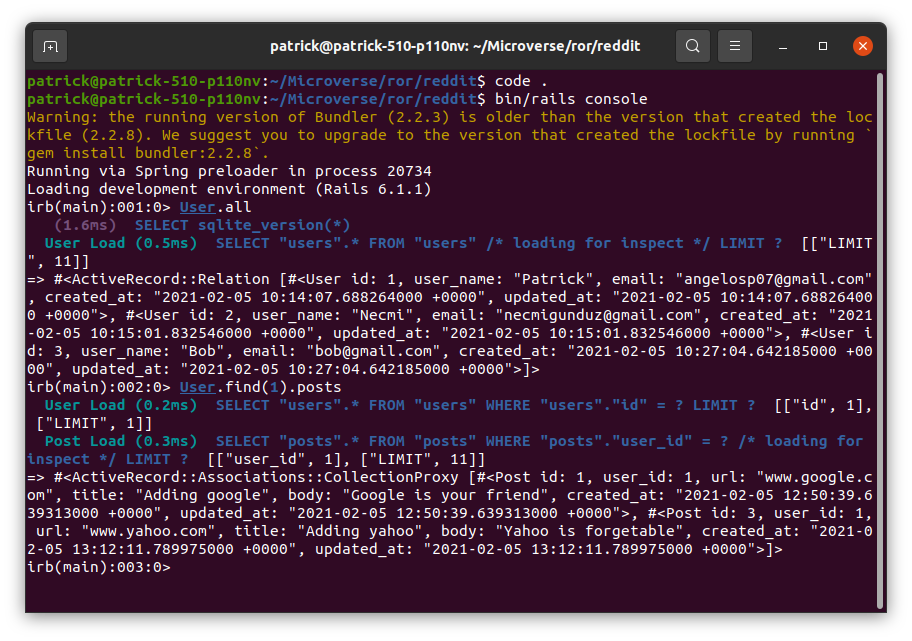 patrick@patrick-510-p110nv: ~/Microverse/ror/reddit
patrick@patrick-510-p110nv:~/Microverse/ror/reddit$ code .
patrick@patrick-510-p110nv:~/Microverse/ror/reddit$ bin/rails console
Warning: the running version of Bundler (2.2.3) is older than the version that created the loc
kfile (2.2.8). We suggest you to upgrade to the version that created the lockfile by running `
gem install bundler:2.2.8`.
Running via Spring preloader in process 20734
Loading development environment (Rails 6.1.1)
irb(main):001:0> User.all
   (1.6ms)  SELECT sqlite_version(*)
  User Load (0.5ms)  SELECT "users".* FROM "users" /* loading for inspect */ LIMIT ?  [["LIMIT
", 11]]
=> #<ActiveRecord::Relation [#<User id: 1, user_name: "Patrick", email: "angelosp07@gmail.com"
, created_at: "2021-02-05 10:14:07.688264000 +0000", updated_at: "2021-02-05 10:14:07.68826400
0 +0000">, #<User id: 2, user_name: "Necmi", email: "necmigunduz@gmail.com", created_at: "2021
-02-05 10:15:01.832546000 +0000", updated_at: "2021-02-05 10:15:01.832546000 +0000">, #<User i
d: 3, user_name: "Bob", email: "bob@gmail.com", created_at: "2021-02-05 10:27:04.642185000 +00
00", updated_at: "2021-02-05 10:27:04.642185000 +0000">]>
irb(main):002:0> User.find(1).posts
  User Load (0.2ms)  SELECT "users".* FROM "users" WHERE "users"."id" = ? LIMIT ?  [["id", 1],
 ["LIMIT", 1]]
  Post Load (0.3ms)  SELECT "posts".* FROM "posts" WHERE "posts"."user_id" = ? /* loading for
inspect */ LIMIT ?  [["user_id", 1], ["LIMIT", 11]]
=> #<ActiveRecord::Associations::CollectionProxy [#<Post id: 1, user_id: 1, url: "www.google.c
om", title: "Adding google", body: "Google is your friend", created_at: "2021-02-05 12:50:39.6
39313000 +0000", updated_at: "2021-02-05 12:50:39.639313000 +0000">, #<Post id: 3, user_id: 1,
 url: "www.yahoo.com", title: "Adding yahoo", body: "Yahoo is forgetable", created_at: "2021-0
2-05 13:12:11.789975000 +0000", updated_at: "2021-02-05 13:12:11.789975000 +0000">]>
irb(main):003:0>